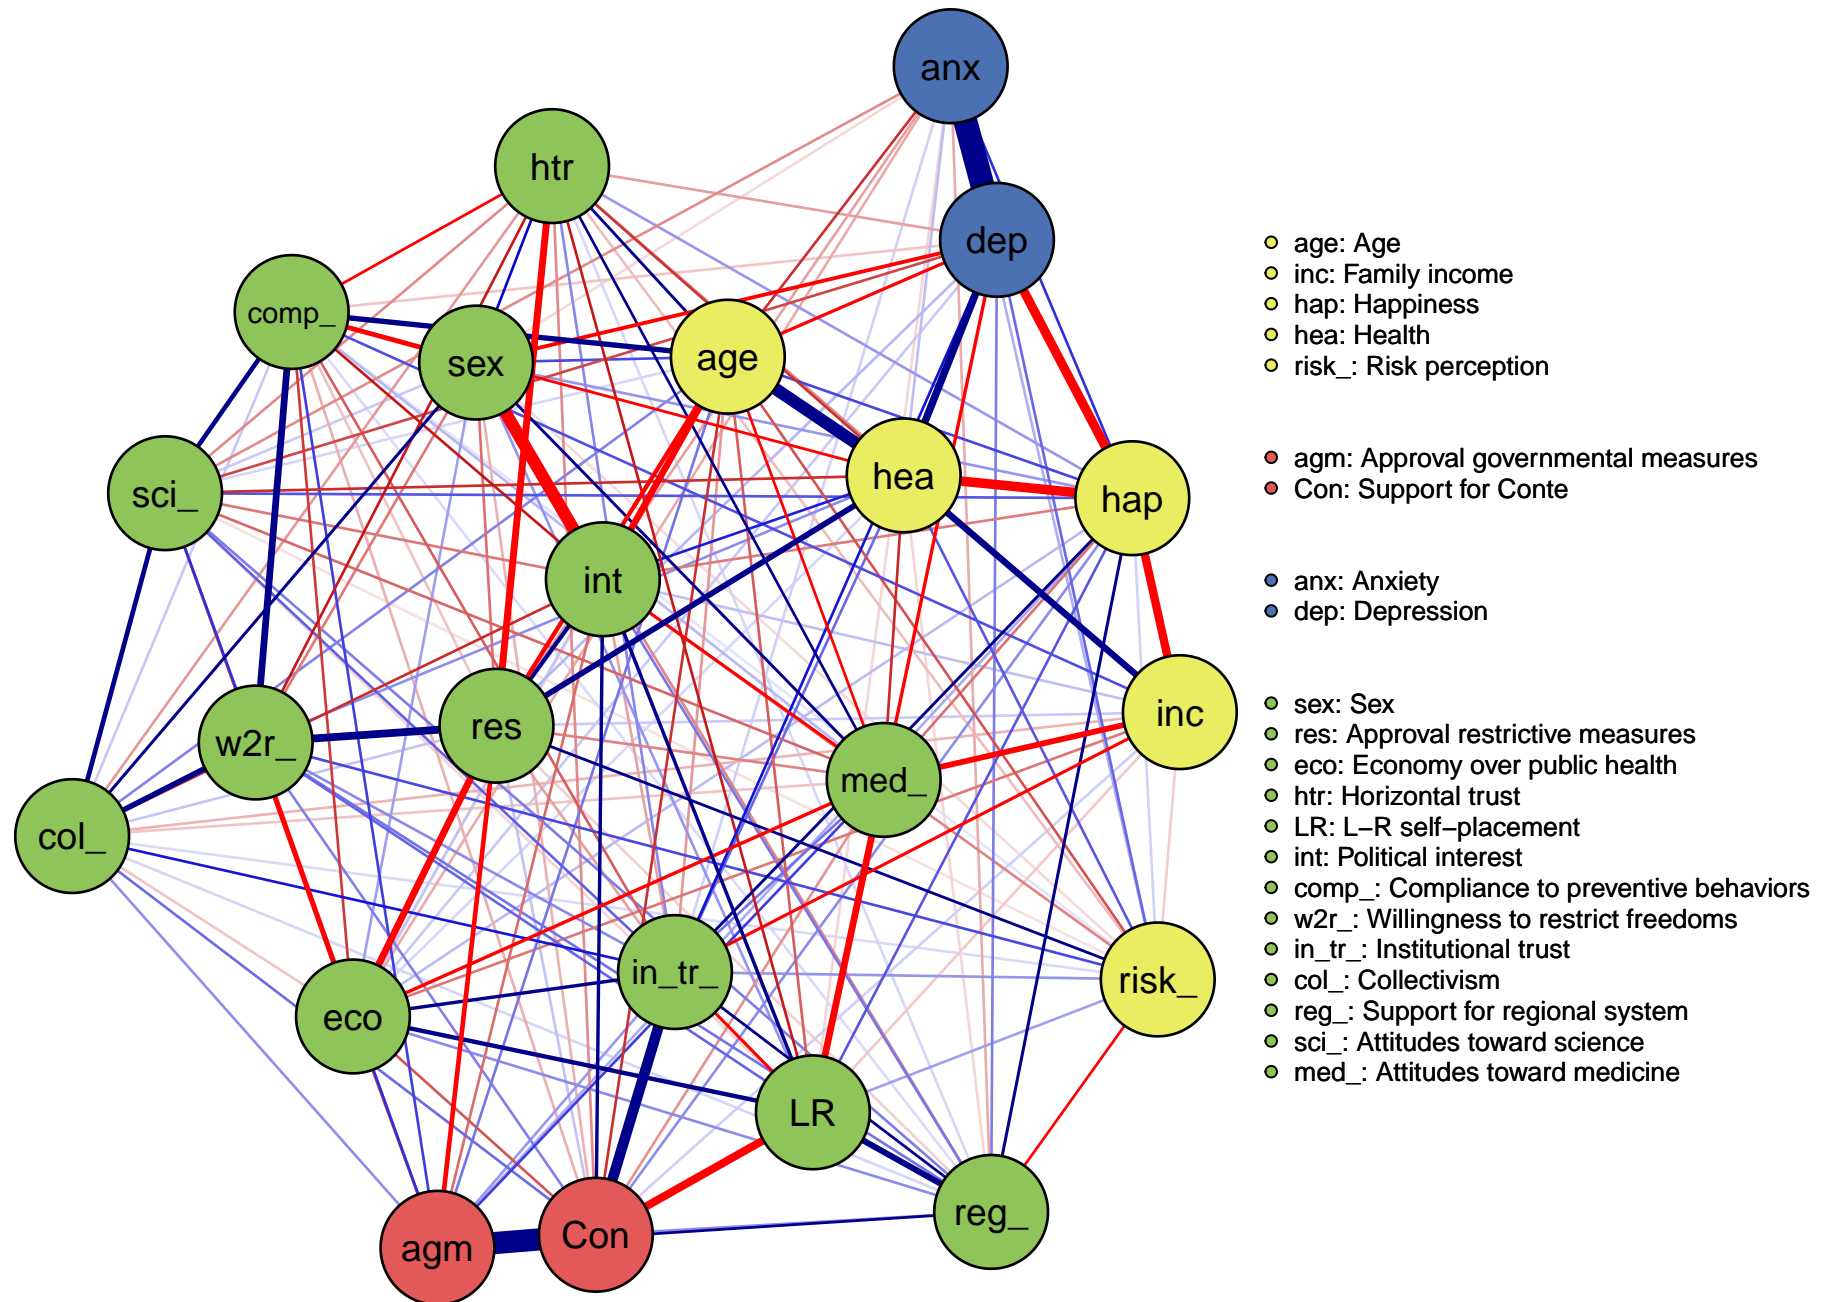 anx
htr
dep
comp_
sex
age
hea
sci_
hap
int
res
inc
w2r_
med_
col_
in_tr_
risk_
eco
LR
reg_
Con
agm
age: Age
inc: Family income
hap: Happiness
hea: Health
risk_: Risk perception
agm: Approval governmental measures
Con: Support for Conte
anx: Anxiety
dep: Depression
sex: Sex
res: Approval restrictive measures
eco: Economy over public health
htr: Horizontal trust
LR: L−R self−placement
int: Political interest
comp_: Compliance to preventive behaviors
w2r_: Willingness to restrict freedoms
in_tr_: Institutional trust
col_: Collectivism
reg_: Support for regional system
sci_: Attitudes toward science
med_: Attitudes toward medicine